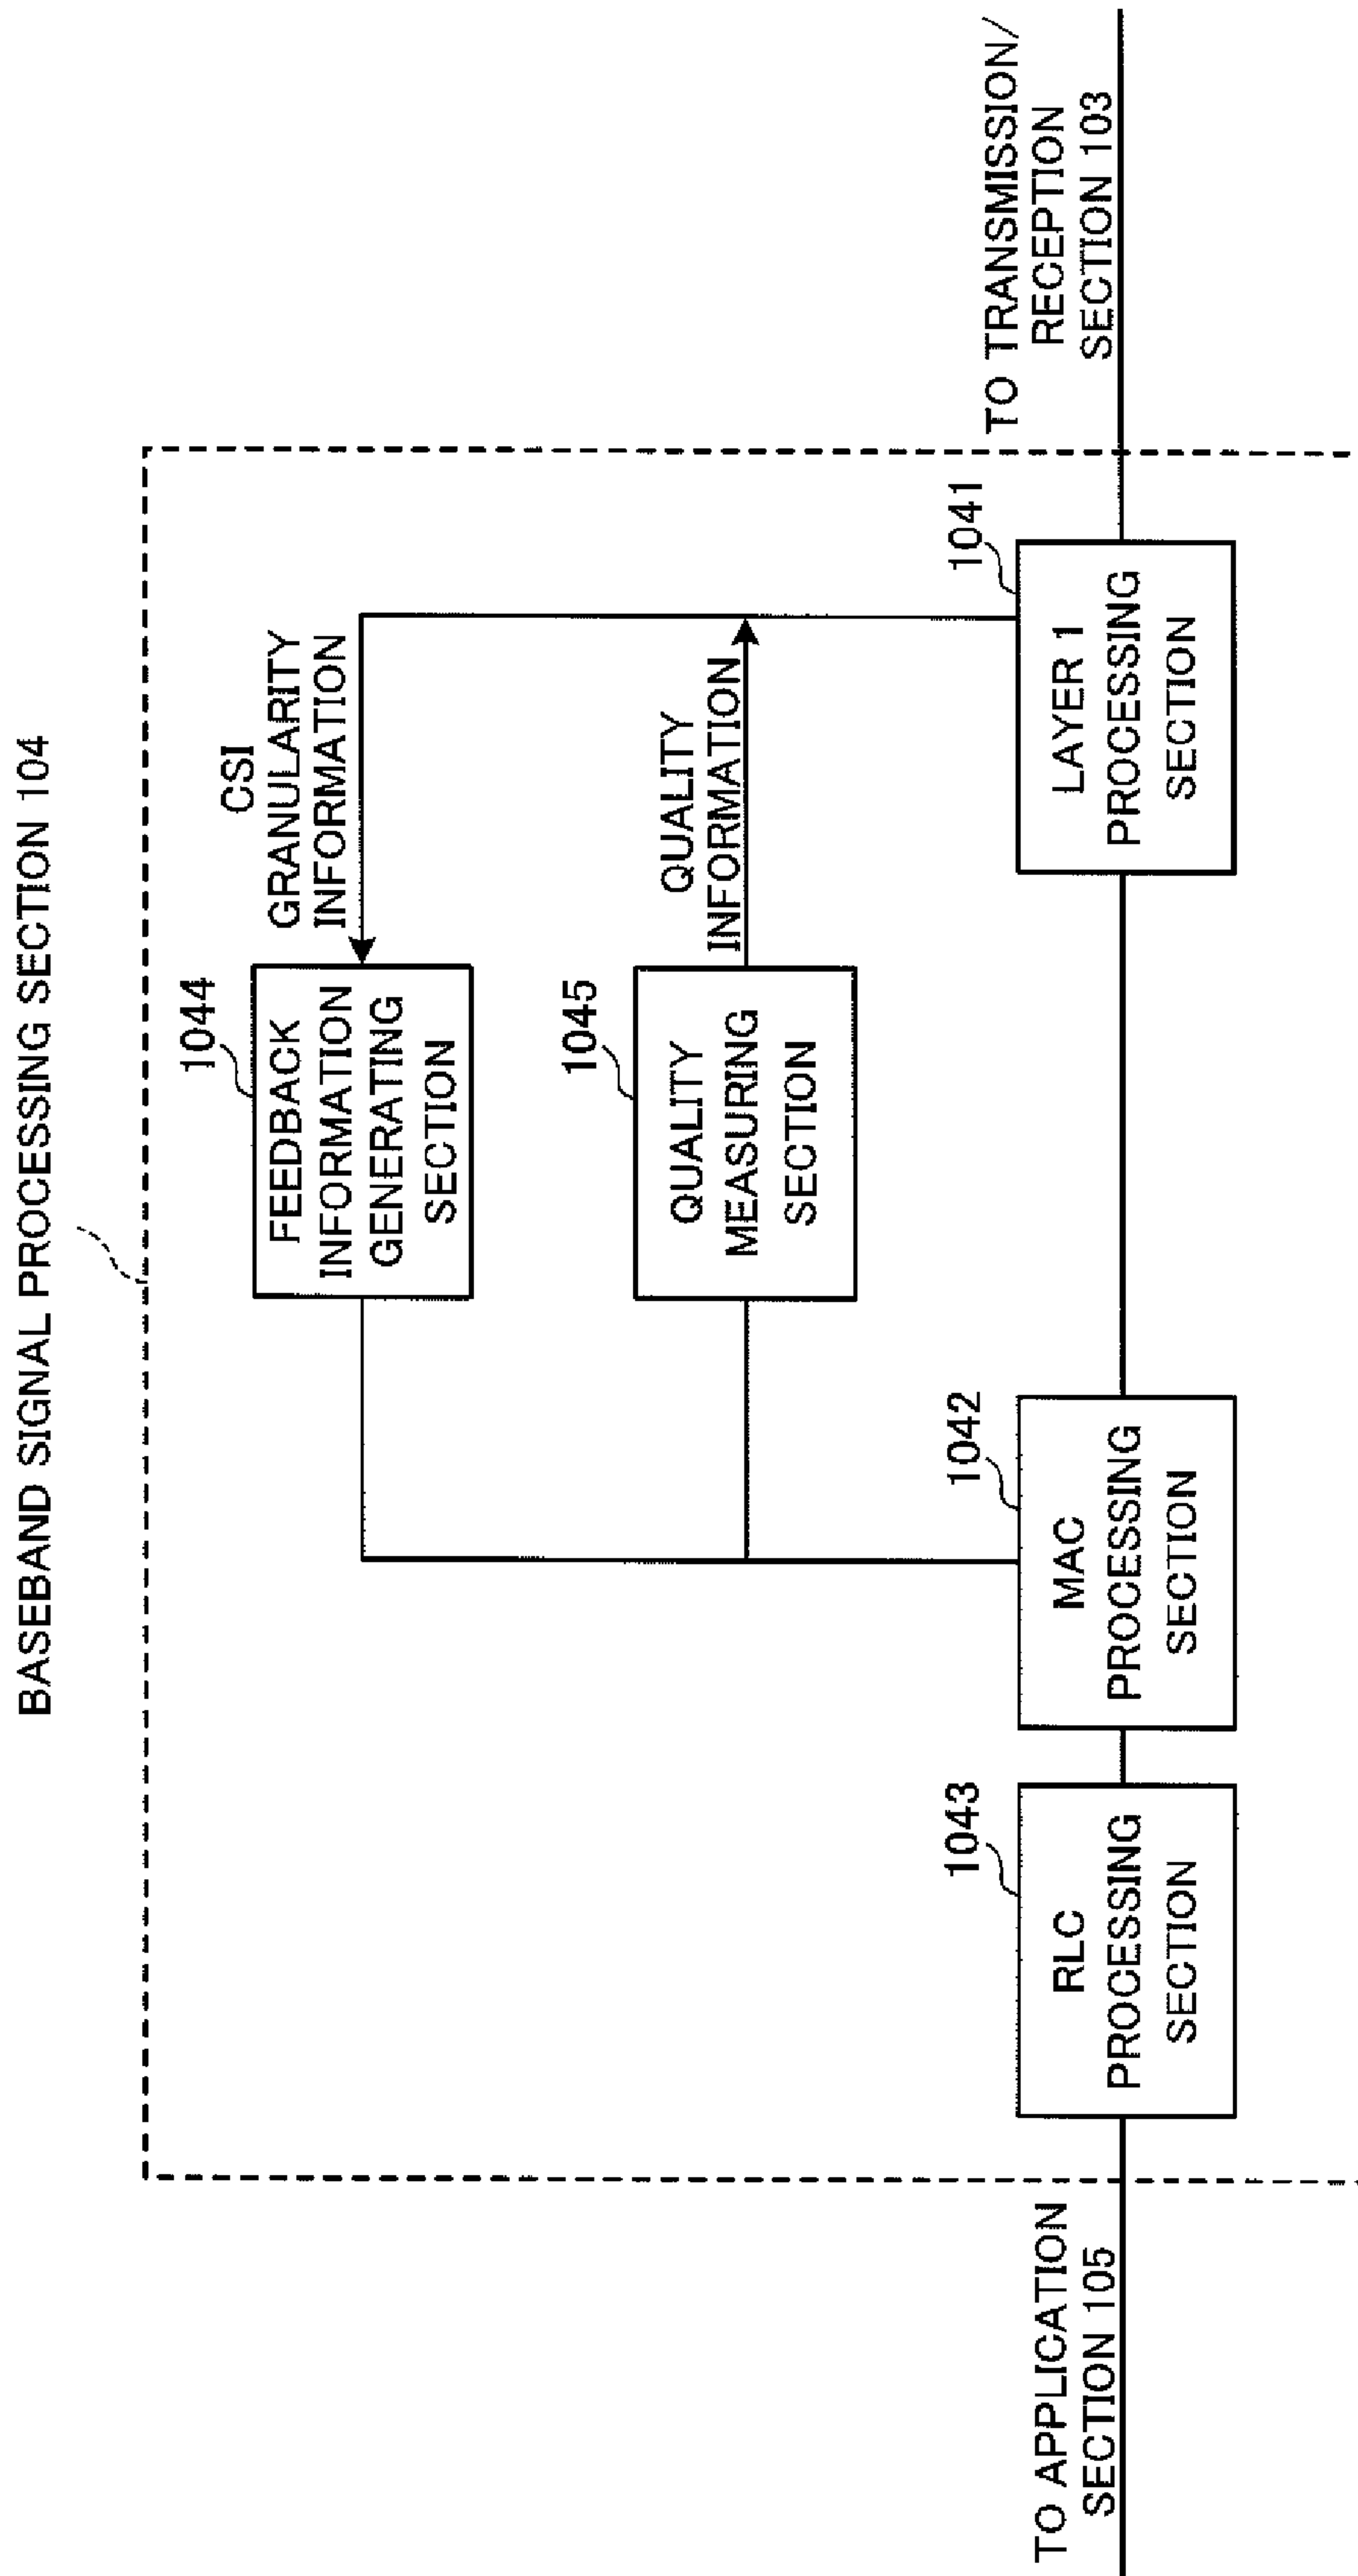 BASEBAND SIGNAL PROCESSING SECTION 104
1044
FEEDBACK
INFORMATION
GENERATING
SECTION
CSI
GRANULARITY
INFORMATION
1045
QUALITY
MEASURING
SECTION
QUALITY
INFORMATION
TO APPLICATION
SECTION 105
1043
RLC
PROCESSING
SECTION
1042
MAC
PROCESSING
SECTION
1041
LAYER 1
PROCESSING
SECTION
TO TRANSMISSION/
RECEPTION
SECTION 103